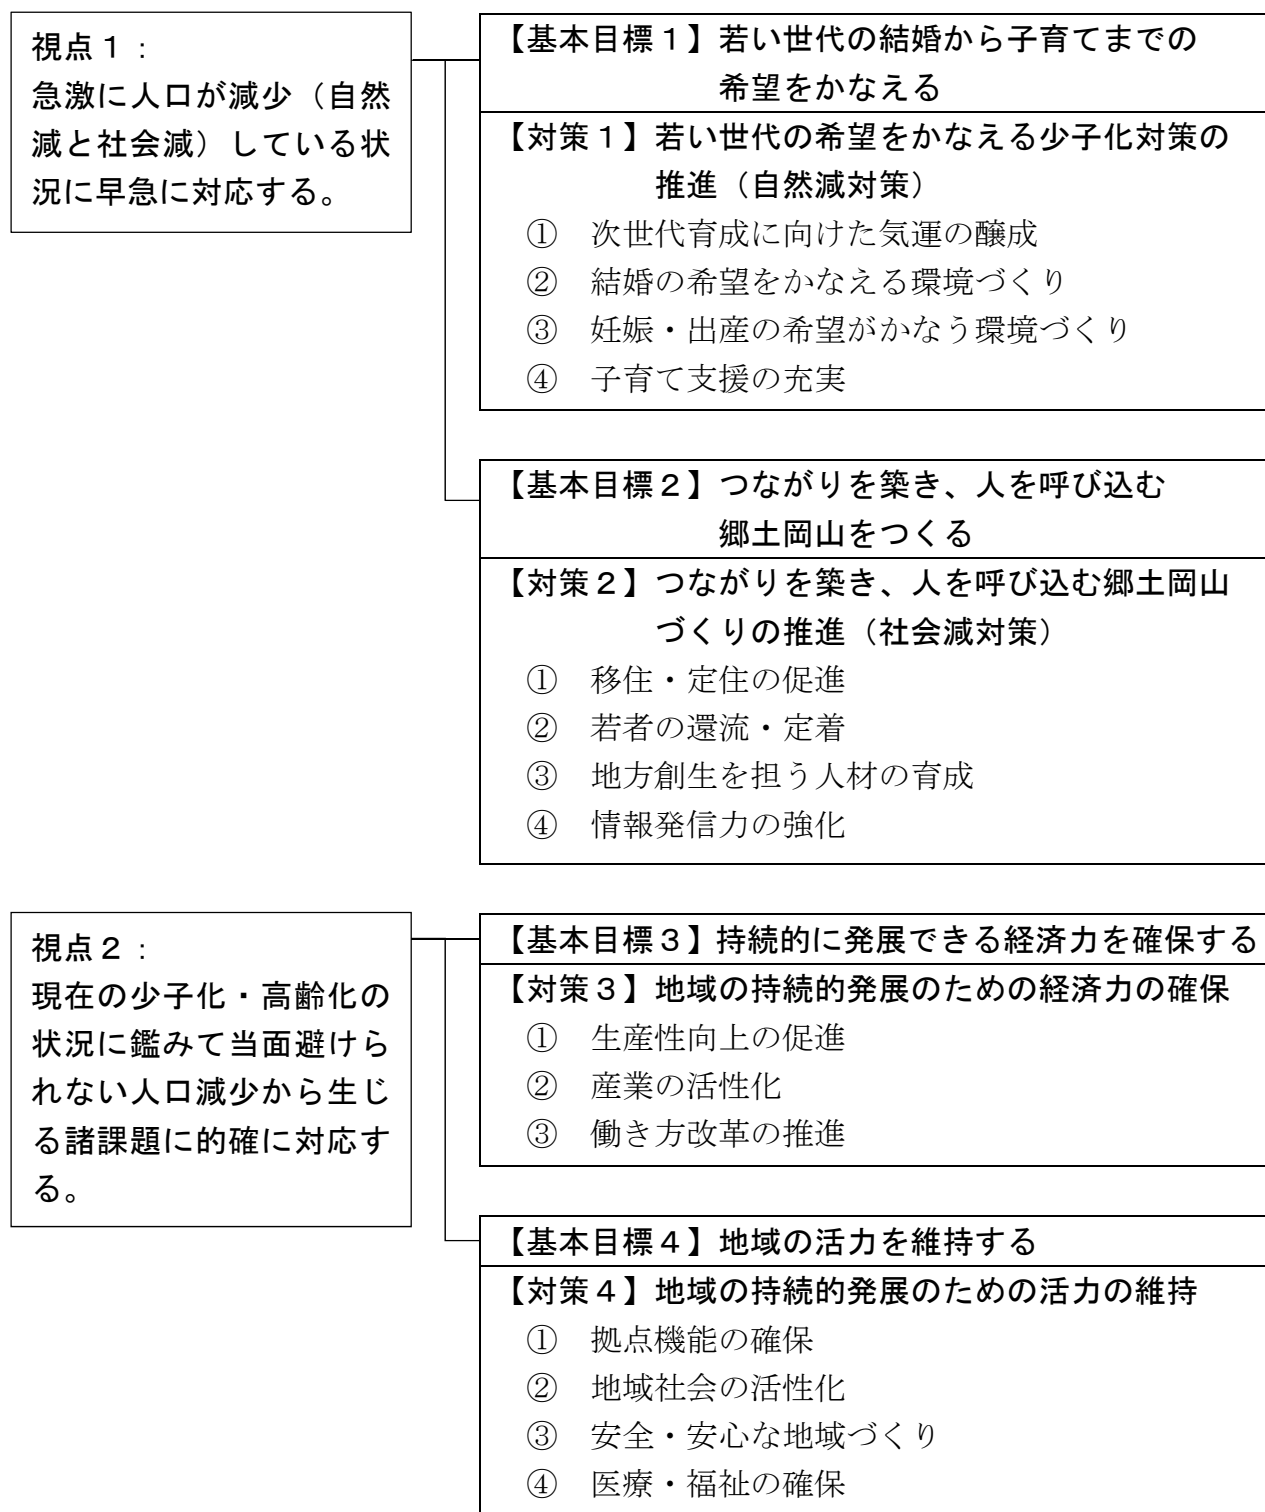 視点１：
急激に人口が減少（自然
減と社会減）している状
況に早急に対応する。
【基本目標１】若い世代の結婚から子育てまでの
希望をかなえる
【対策１】若い世代の希望をかなえる少子化対策の
推進（自然減対策）
① 次世代育成に向けた気運の醸成
② 結婚の希望をかなえる環境づくり
③ 妊娠・出産の希望がかなう環境づくり
④ 子育て支援の充実
【基本目標２】つながりを築き、人を呼び込む
郷土岡山をつくる
【対策２】つながりを築き、人を呼び込む郷土岡山
づくりの推進（社会減対策）
① 移住・定住の促進
② 若者の還流・定着
③ 地方創生を担う人材の育成
④ 情報発信力の強化
視点２：
現在の少子化・高齢化の
状況に鑑みて当面避けら
れない人口減少から生じ
る諸課題に的確に対応す
る。
【基本目標３】持続的に発展できる経済力を確保する
【対策３】地域の持続的発展のための経済力の確保
① 生産性向上の促進
② 産業の活性化
③ 働き方改革の推進
【基本目標４】地域の活力を維持する
【対策４】地域の持続的発展のための活力の維持
① 拠点機能の確保
② 地域社会の活性化
③ 安全・安心な地域づくり
④ 医療・福祉の確保